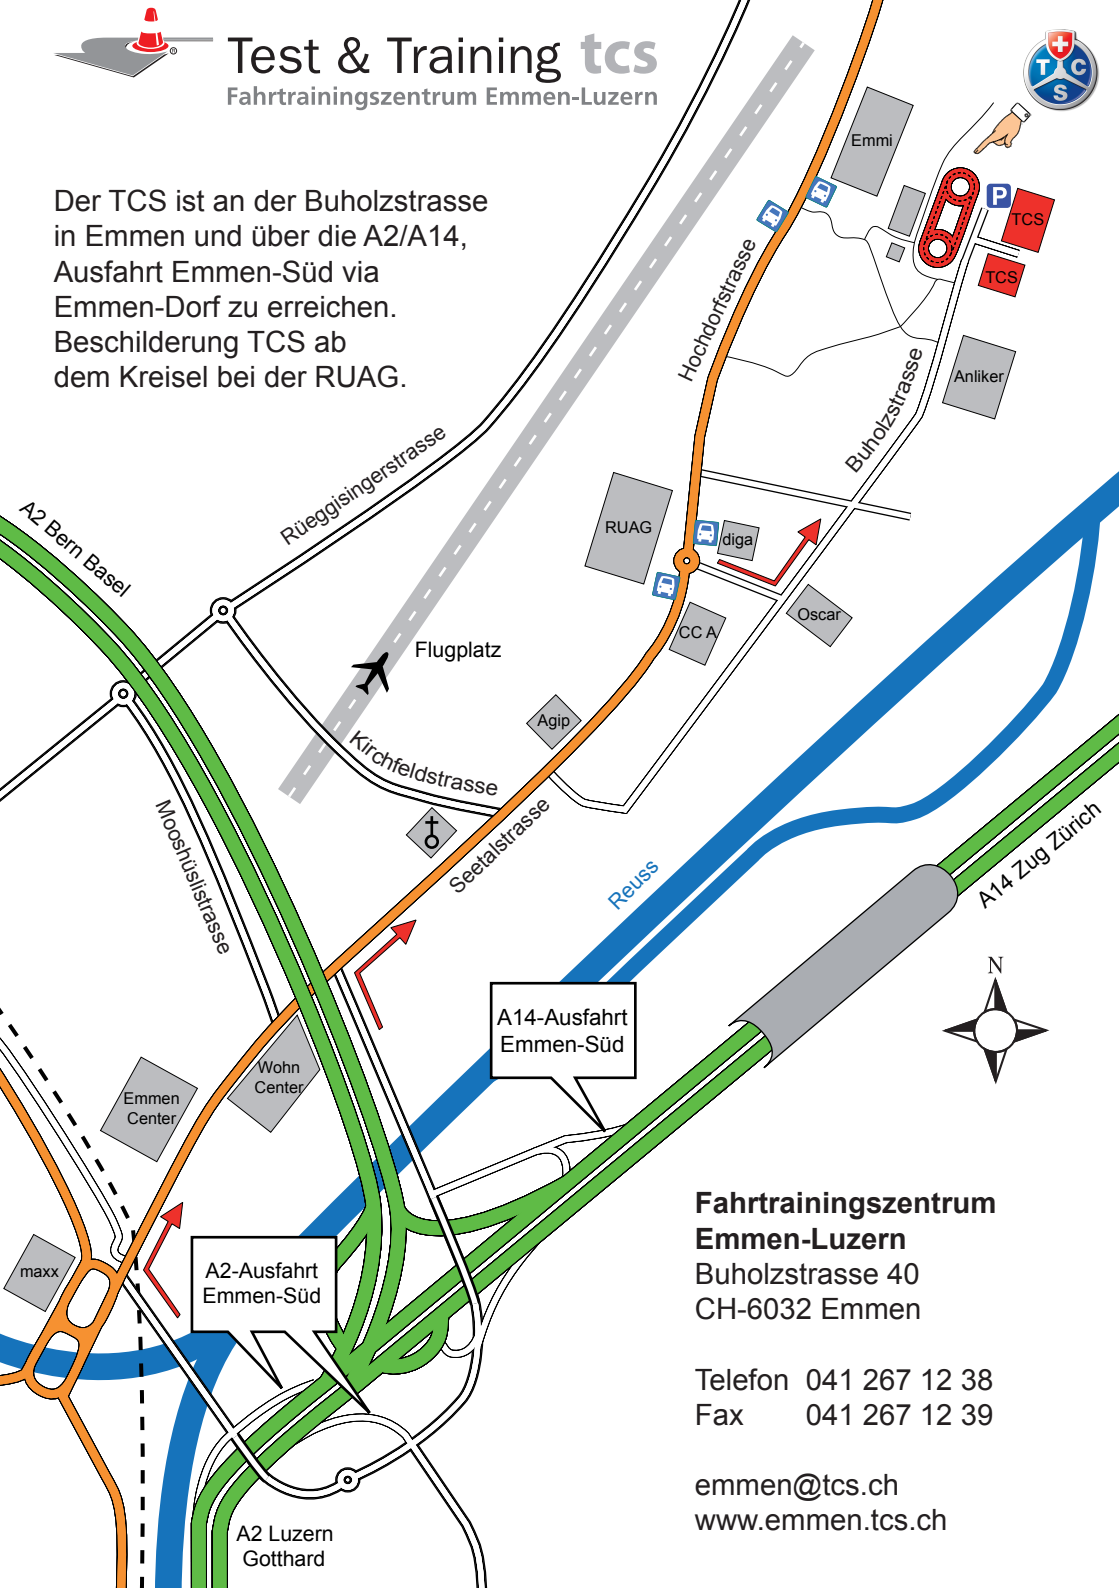 Test & Training tcs
Fahrtrainingszentrum Emmen-Luzern
®
T C S
Der TCS ist an der Buholzstrasse
in Emmen und über die A2/A14,
Ausfahrt Emmen-Süd via
Emmen-Dorf zu erreichen.
Beschilderung TCS ab
dem Kreisel bei der RUAG.
Emmi
P
TCS
TCS
Hochdorfstrasse
Anliker
Buholzstrasse
Rüeggisingerstrasse
A2 Bern Basel
RUAG
diga
Oscar
CC A
Flugplatz
Agip
Kirchfeldstrasse
Seetalstrasse
Mooshüslistrasse
Reuss
A14 Zug Zürich
N
A14-Ausfahrt
Emmen-Süd
Wohn
Center
Emmen
Center
maxx
A2-Ausfahrt
Emmen-Süd
A2 Luzern
Gotthard
Fahrtrainingszentrum
Emmen-Luzern
Buholzstrasse 40
CH-6032 Emmen
Telefon 041 267 12 38
Fax 041 267 12 39
emmen@tcs.ch
www.emmen.tcs.ch